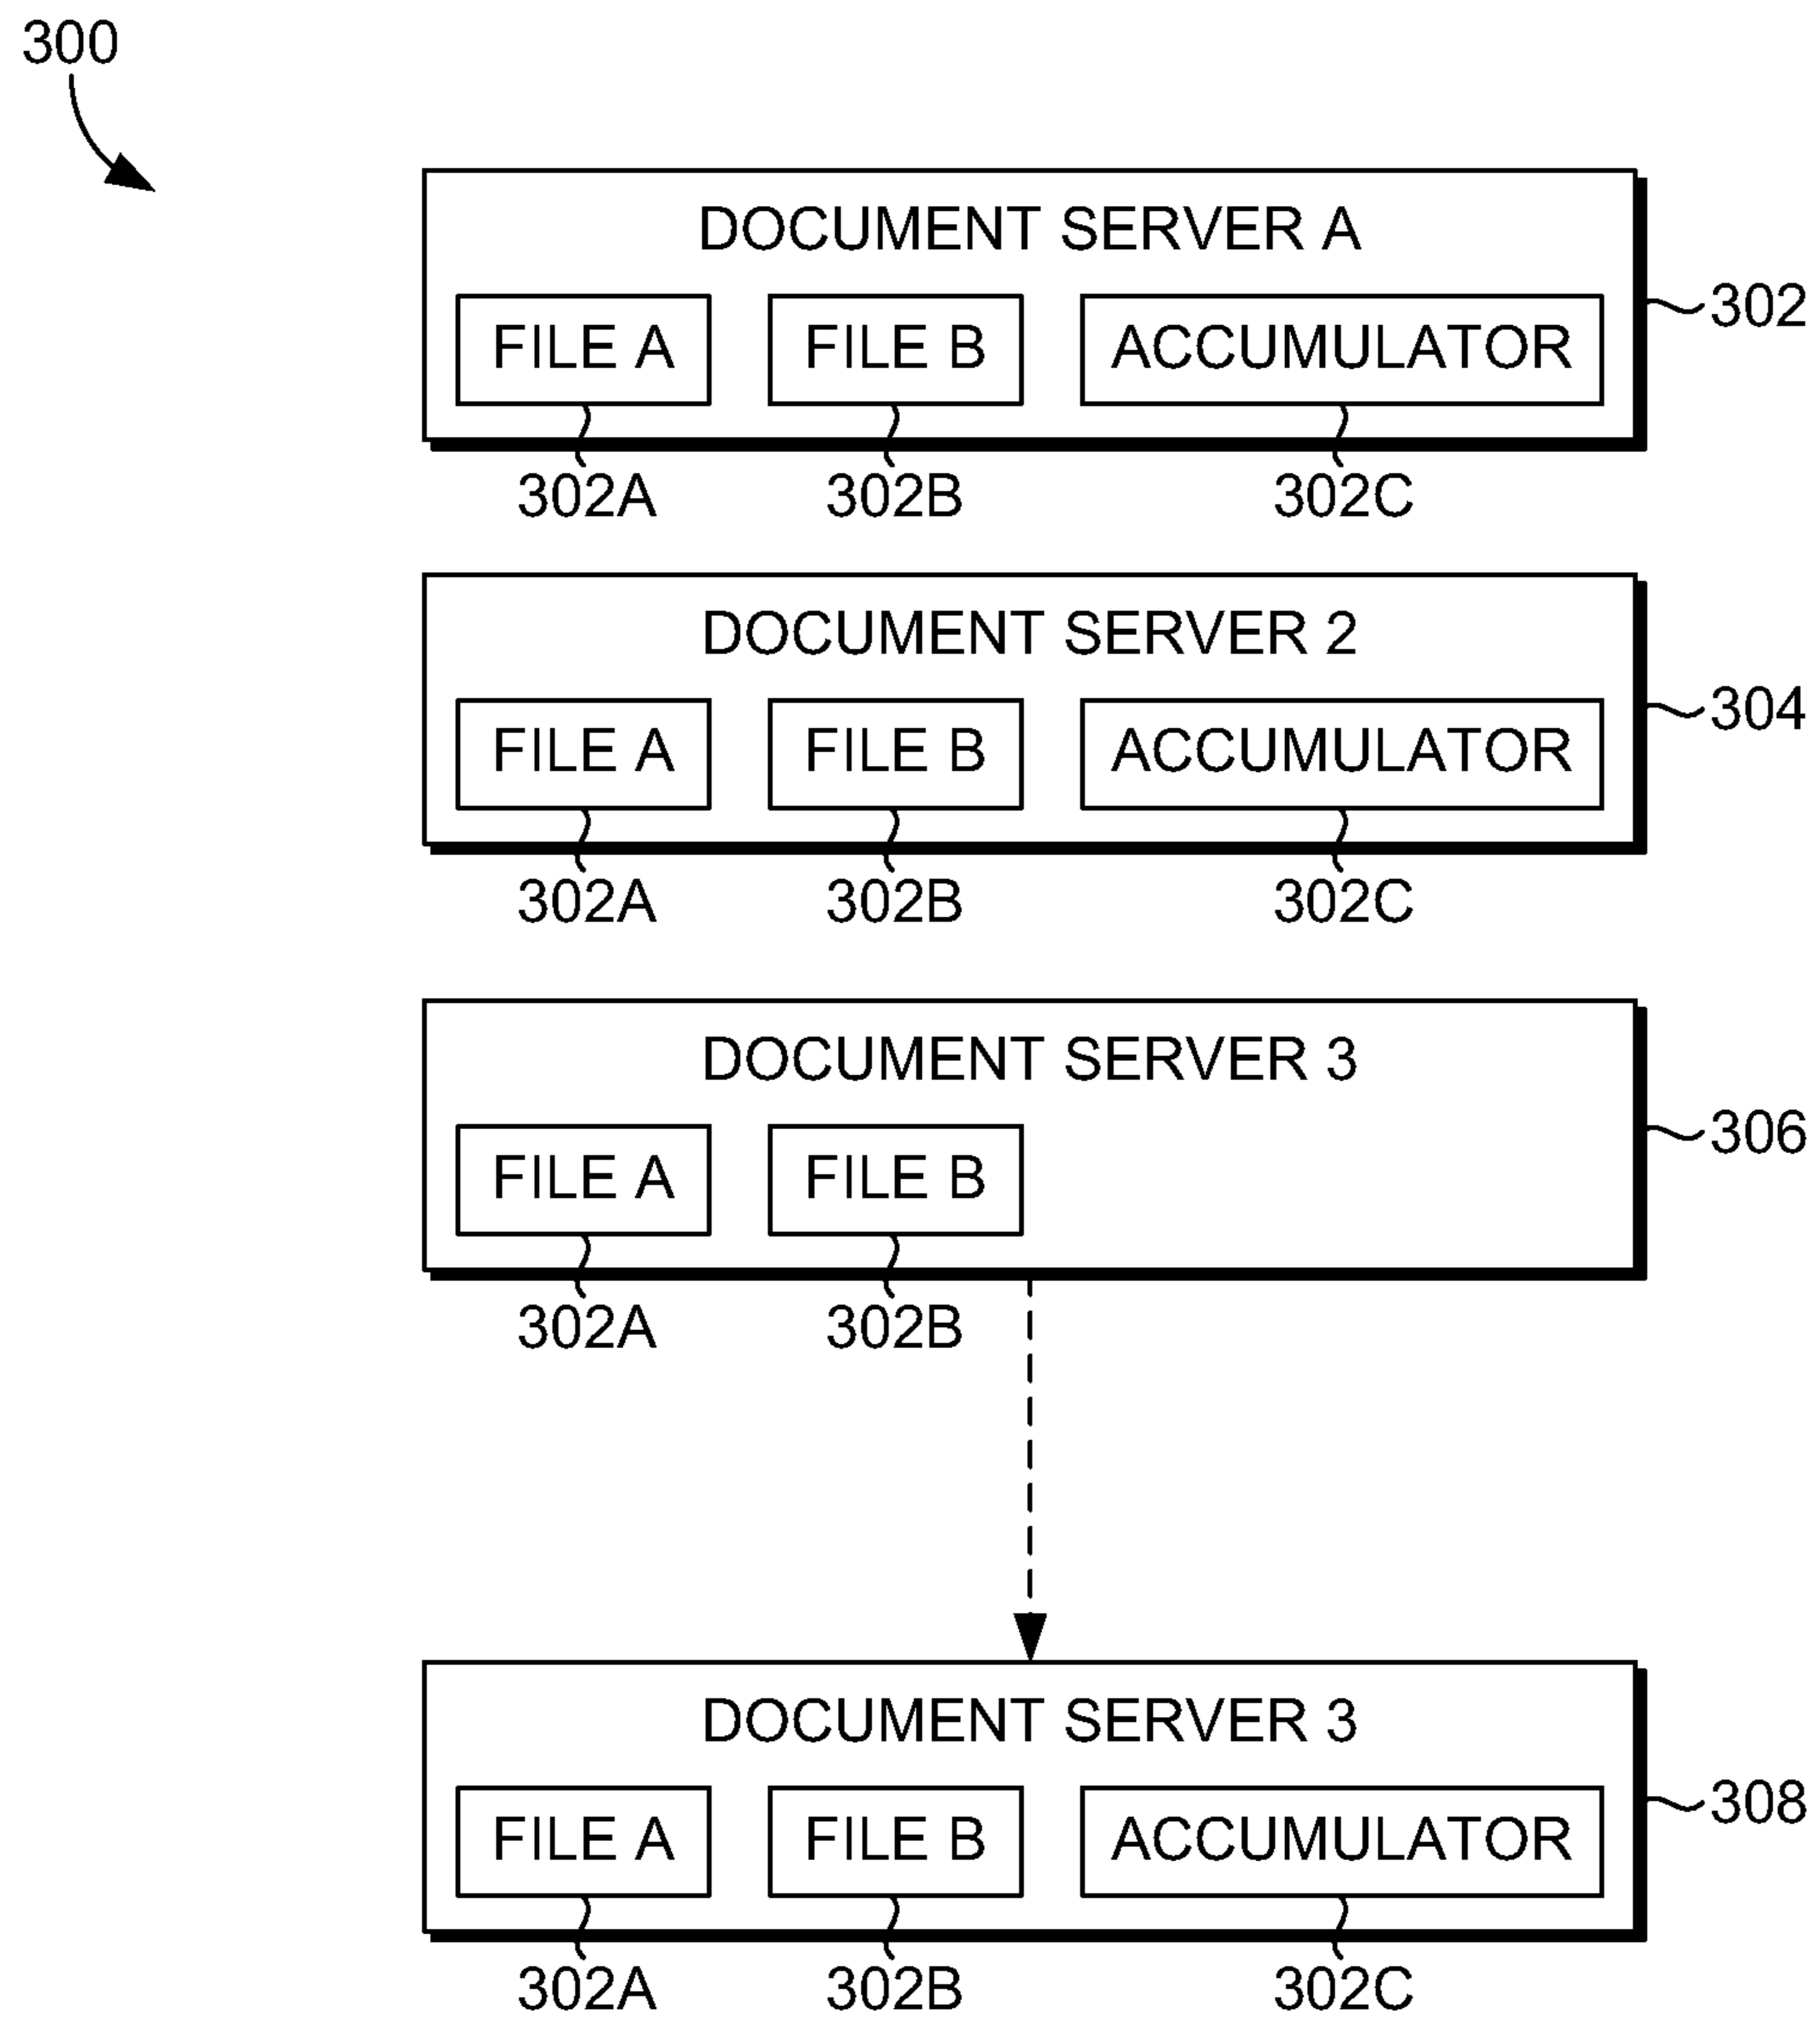 300
DOCUMENT SERVER A
FILE A FILE B ACCUMULATOR
302
302A 302B 302C
DOCUMENT SERVER 2
FILE A FILE B ACCUMULATOR
304
302A 302B 302C
DOCUMENT SERVER 3
FILE A FILE B
306
302A 302B
DOCUMENT SERVER 3
FILE A FILE B ACCUMULATOR
308
302A 302B 302C